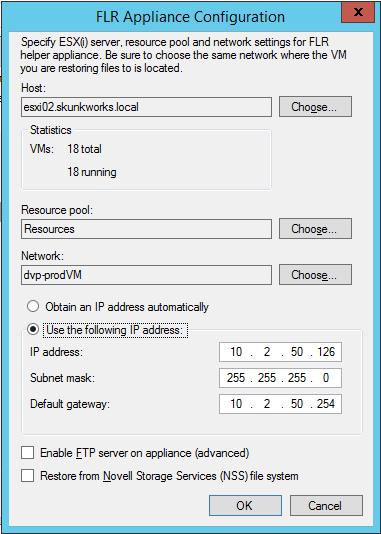 FLR Appliance Configuration
x
Specify ESX(i) server, resource pool and network settings for FLR
helper appliance. Be sure to choose the same network where the VM
you are restoring files to is located.
Host:
esxi02.skunkworks.local Choose...
Statistics
VMs: 18 total
18 running
Resource pool:
Resources Choose...
Network:
dvp-prodVM Choose...
Obtain an IP address automatically
Use the following IP address:
IP address: 10 . 2 . 50 . 126
Subnet mask: 255 . 255 . 255 . 0
Default gateway: 10 . 2 . 50 . 254
Enable FTP server on appliance (advanced)
Restore from Novell Storage Services (NSS) file system
OK Cancel